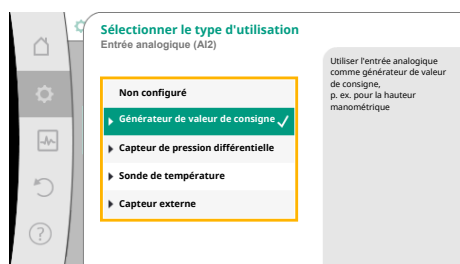 Sélectionner le type d'utilisation
Entrée analogique (AI2)
Non configuré
Générateur de valeur de consigne
Capteur de pression différentielle
Sonde de température
Capteur externe
Utiliser l'entrée analogique
comme générateur de valeur
de consigne,
p. ex. pour la hauteur
manométrique